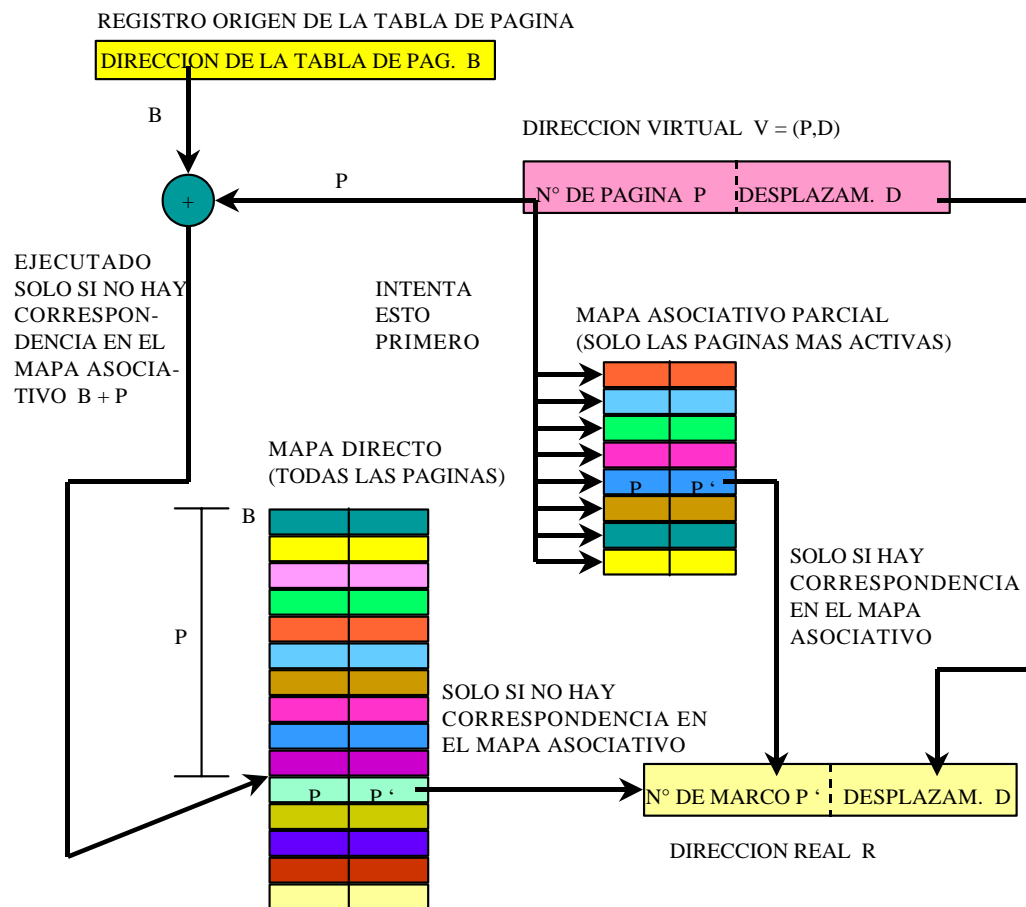 REGISTRO ORIGEN DE LA TABLA DE PAGINA
DIRECCION DE LA TABLA DE PAG. B
B
DIRECCION VIRTUAL V = (P,D)
P
N° DE PAGINA P
DESPLAZAM. D
+
EJECUTADO
SOLO SI NO HAY
CORRESPON-
DENCIA EN EL
MAPA ASOCIA-
TIVO B + P
INTENTA
ESTO
PRIMERO
MAPA ASOCIATIVO PARCIAL
(SOLO LAS PAGINAS MAS ACTIVAS)
P P ‘
MAPA DIRECTO
(TODAS LAS PAGINAS)
B
P
P P ‘
SOLO SI HAY
CORRESPONDENCIA
EN EL MAPA
ASOCIATIVO
SOLO SI NO HAY
CORRESPONDENCIA EN
EL MAPA ASOCIATIVO
N° DE MARCO P ‘
DESPLAZAM. D
DIRECCION REAL R